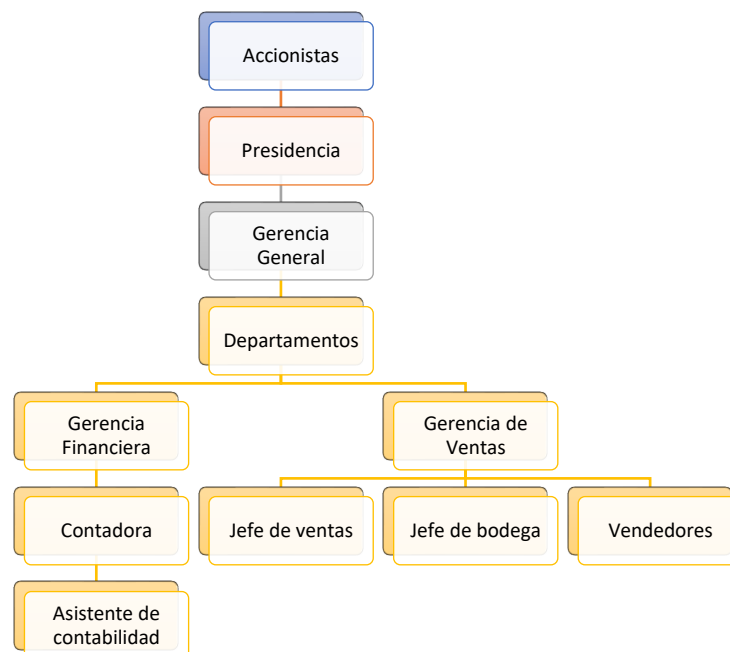 Accionistas
Presidencia
Gerencia
General
Departamentos
Gerencia
Financiera
Gerencia de
Ventas
Contadora
Jefe de ventas
Jefe de bodega
Vendedores
Asistente de
contabilidad